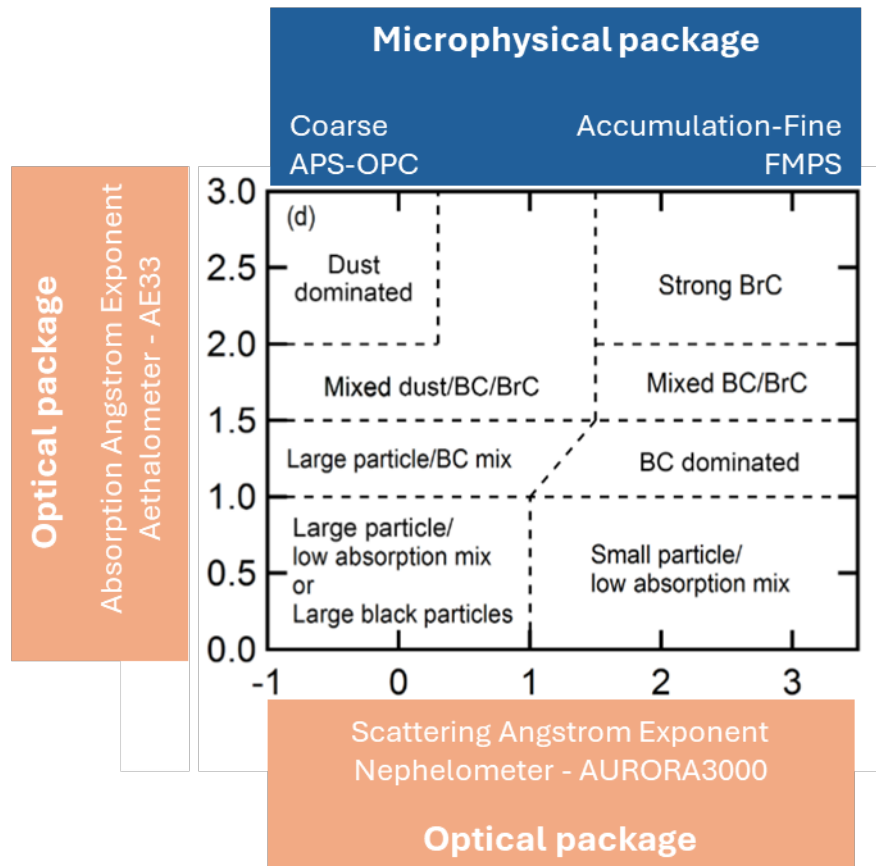 Microphysical package
Coarse
APS-OPC
Accumulation-Fine
FMPS
Optical package
Absorption Angstrom Exponent
Aethalometer - AE33
3.0
2.5
2.0
1.5
1.0
0.5
0.0
(d)
Dust
dominated
Strong BrC
Mixed dust/BC/BrC
Mixed BC/BrC
Large particle/BC mix
BC dominated
Large particle/
low absorption mix
or
Large black particles
Small particle/
low absorption mix
-1 0 1 2 3
Scattering Angstrom Exponent
Nephelometer - AURORA3000
Optical package